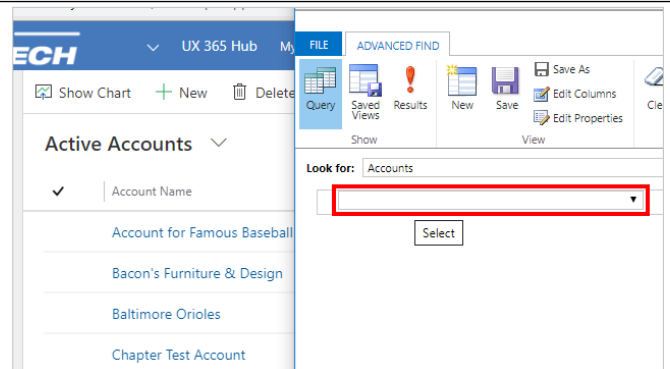 ECH
UX 365 Hub
Show Chart
New
Delete
Active Accounts
Account Name
Account for Famous Baseball
Bacon's Furniture & Design
Baltimore Orioles
Chapter Test Account
FILE
ADVANCED FIND
Query
Saved Views
Results
New
Save
Save As
Edit Columns
Edit Properties
Show
View
Look for: Accounts
Select